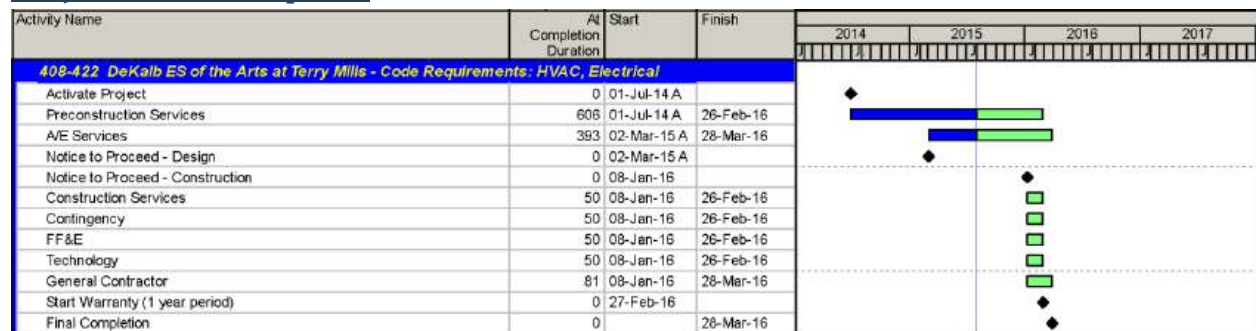 Activity Name At Completion Duration Start Finish 2014 2015 2016 2017
J J J J J J J
408-422 DeKalb ES of the Arts at Terry Mills - Code Requirements: HVAC, Electrical
Activate Project 0 01-Jul-14 A
Preconstruction Services 606 01-Jul-14 A 26-Feb-16
A/E Services 393 02-Mar-15 A 28-Mar-16
Notice to Proceed - Design 0 02-Mar-15 A
Notice to Proceed - Construction 0 08-Jan-16
Construction Services 50 08-Jan-16 26-Feb-16
Contingency 50 08-Jan-16 26-Feb-16
FF&E 50 08-Jan-16 26-Feb-16
Technology 50 08-Jan-16 26-Feb-16
General Contractor 81 08-Jan-16 28-Mar-16
Start Warranty (1 year period) 0 27-Feb-16
Final Completion 0 28-Mar-16